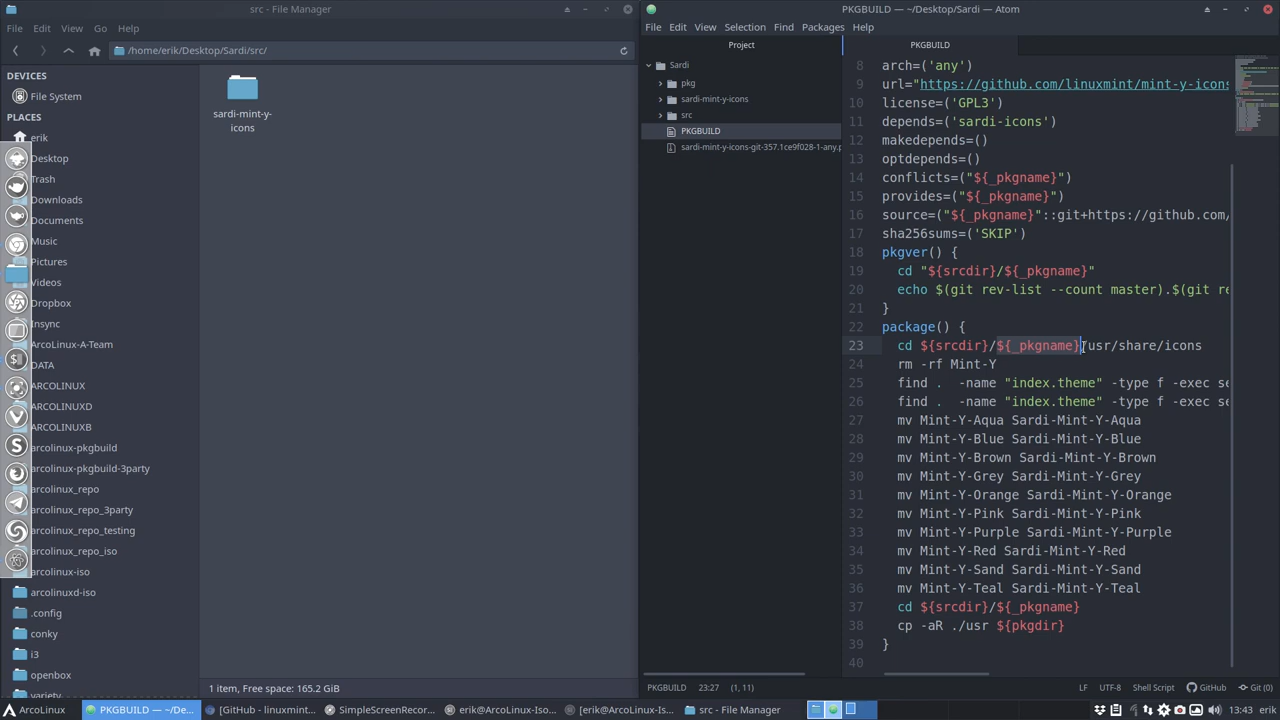 src - File Manager
File Edit View Go Help
/home/erik/Desktop/Sardi/src/
DEVICES
File System
PLACES
erik
Desktop
Trash
Downloads
Documents
Music
Pictures
Videos
Dropbox
Insync
ArcoLinux-A-Team
DATA
ARCOLINUX
ARCOLINUXD
ARCOLINUXB
arcolinux-pkgbuild
arcolinux-pkgbuild-3party
arcolinux_repo
arcolinux_repo_3party
arcolinux_repo_testing
arcolinux_repo_iso
arcolinux-iso
arcolinuxd-iso
.config
conky
i3
openbox
variety
sardi-mint-y-
icons
1 item, Free space: 165.2 GiB
PKGBUILD — ~/Desktop/Sardi — Atom
File Edit View Selection Find Packages Help
Project
Sardi
pkg
sardi-mint-y-icons
src
PKGBUILD
sardi-mint-y-icons-git-357.1ce9f028-1-any.p
PKGBUILD
8 arch=('any')
9 url="https://github.com/linuxmint/mint-y-icons
10 license=('GPL3')
11 depends=('sardi-icons')
12 makedepends=()
13 optdepends=()
14 conflicts=("${_pkgname}")
15 provides=("${_pkgname}")
16 source=("${_pkgname}"::git+https://github.com/
17 sha256sums=('SKIP')
18 pkgver() {
19 cd "${srcdir}/${_pkgname}"
20 echo $(git rev-list --count master).$(git re
21 }
22 package() {
23 cd ${srcdir}/${_pkgname}/usr/share/icons
24 rm -rf Mint-Y
25 find . -name "index.theme" -type f -exec se
26 find . -name "index.theme" -type f -exec se
27 mv Mint-Y-Aqua Sardi-Mint-Y-Aqua
28 mv Mint-Y-Blue Sardi-Mint-Y-Blue
29 mv Mint-Y-Brown Sardi-Mint-Y-Brown
30 mv Mint-Y-Grey Sardi-Mint-Y-Grey
31 mv Mint-Y-Orange Sardi-Mint-Y-Orange
32 mv Mint-Y-Pink Sardi-Mint-Y-Pink
33 mv Mint-Y-Purple Sardi-Mint-Y-Purple
34 mv Mint-Y-Red Sardi-Mint-Y-Red
35 mv Mint-Y-Sand Sardi-Mint-Y-Sand
36 mv Mint-Y-Teal Sardi-Mint-Y-Teal
37 cd ${srcdir}/${_pkgname}
38 cp -aR ./usr ${pkgdir}
39 }
40
PKGBUILD 23:27 (1, 11) LF UTF-8 Shell Script GitHub Git (0)
ArcoLinux PKGBUILD — ~/De... [GitHub - linuxmint... SimpleScreenRecor... erik@ArcoLinux-Iso... [erik@ArcoLinux-Is... src - File Manager 13:43 erik